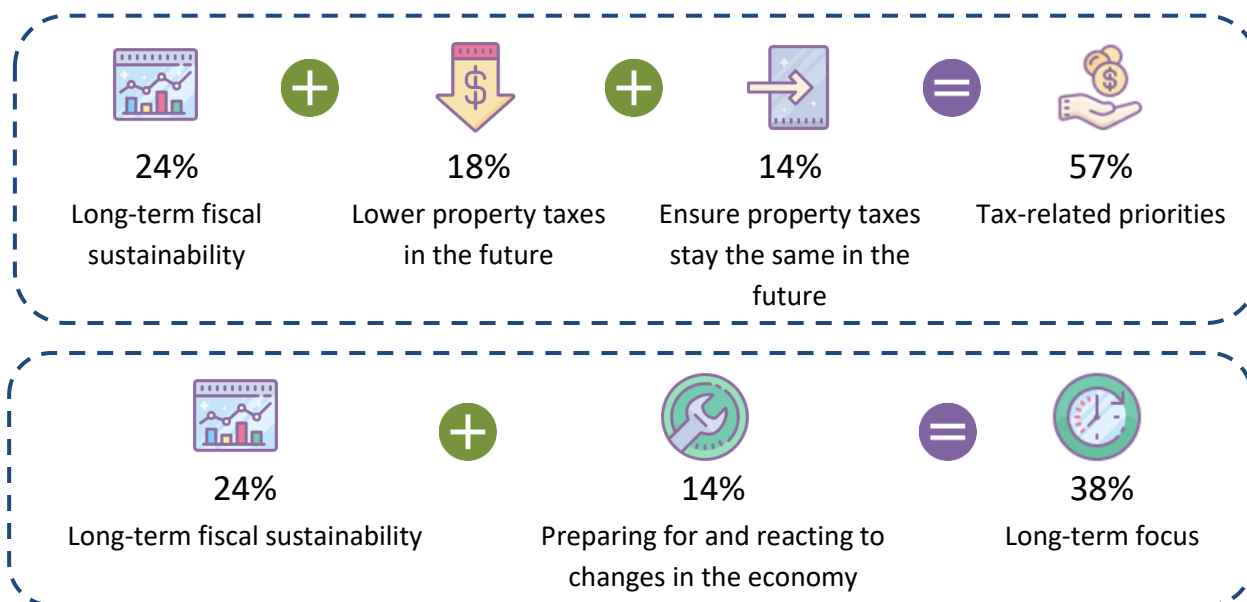 24%
Long-term fiscal
sustainability
18%
Lower property taxes
in the future
14%
Ensure property taxes
stay the same in the
future
57%
Tax-related priorities
24%
Long-term fiscal sustainability
14%
Preparing for and reacting to
changes in the economy
38%
Long-term focus